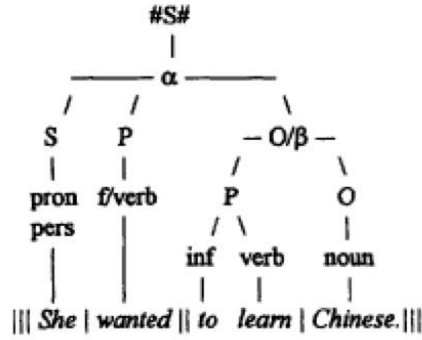 #S#
α
S P O/β
pron f/verb P O
pers
inf verb noun
||| She | wanted || to learn | Chinese.|||